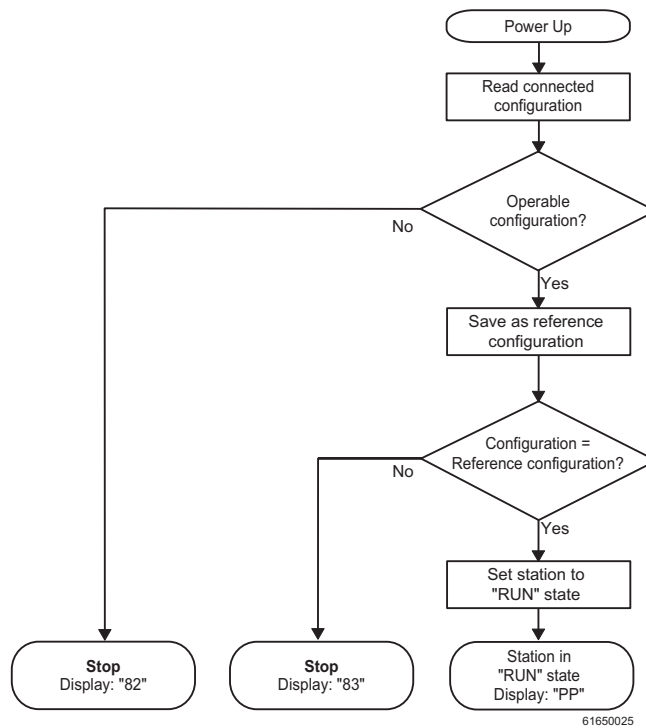 Power Up
Read connected
configuration
Operable
configuration?
No
Yes
Save as reference
configuration
Configuration =
Reference configuration?
No
Yes
Set station to
"RUN" state
Stop
Display: "82"
Stop
Display: "83"
Station in
"RUN" state
Display: "PP"
61650025